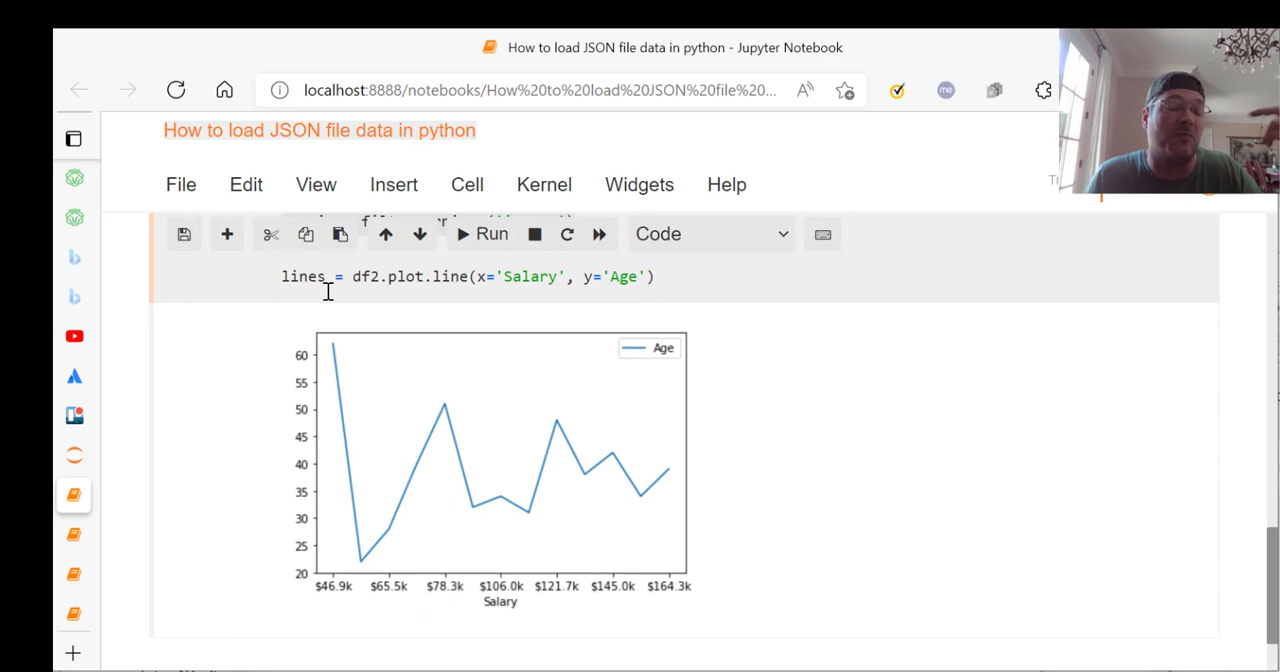 How to load JSON file data in python - Jupyter Notebook
localhost:8888/notebooks/How%20to%20load%20JSON%20file%20...
me
How to load JSON file data in python
File Edit View Insert Cell Kernel Widgets Help
Run Code
lines = df2.plot.line(x='Salary', y='Age')
Age
60
55
50
45
40
35
30
25
20
$46.9k $65.5k $78.3k $106.0k $121.7k $145.0k $164.3k
Salary